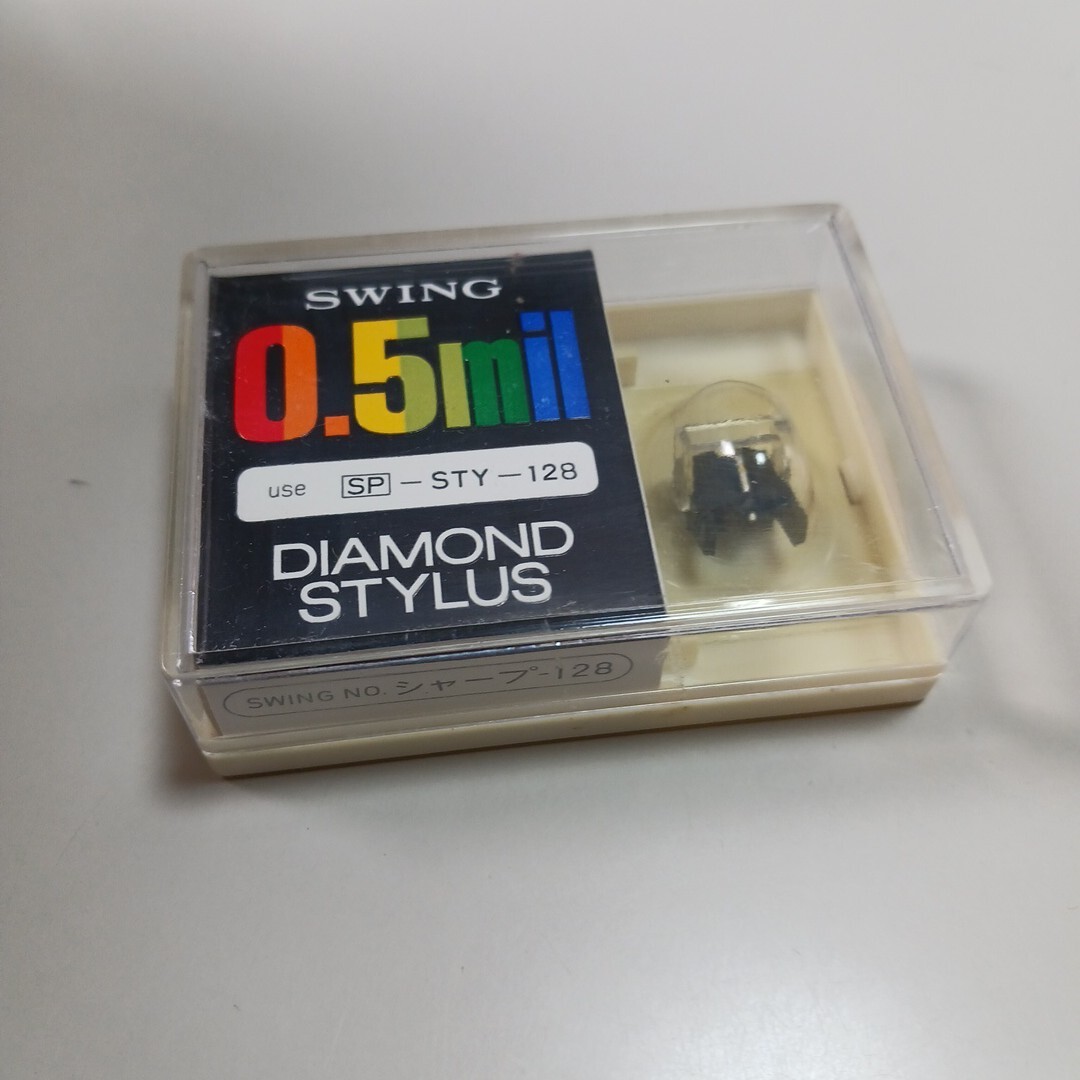 SWING
0.5mil
use SP-STY-128
DIAMOND
STYLUS
SWING NO. シャープ-128